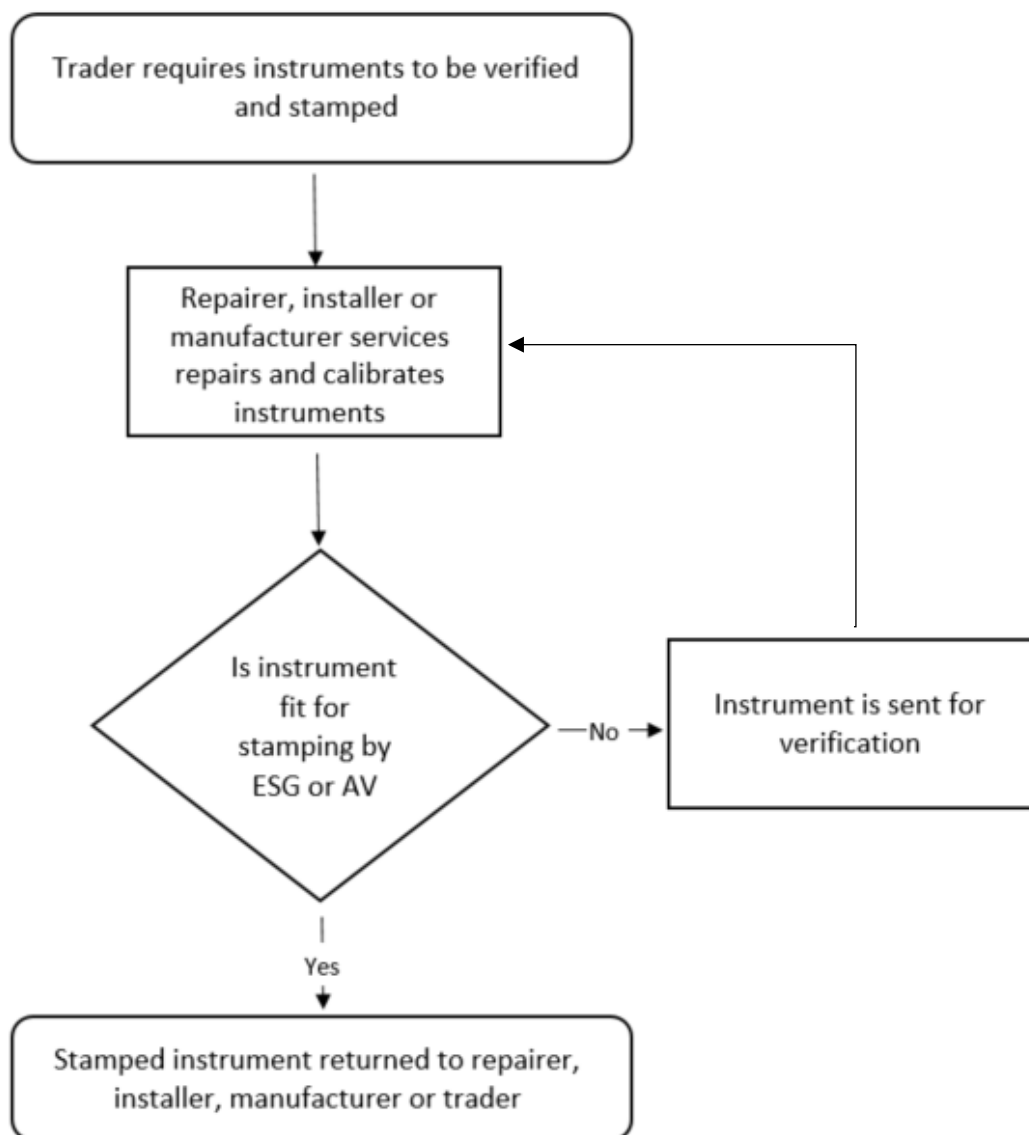 Trader requires instruments to be verified
and stamped
Repairer, installer or
manufacturer services
repairs and calibrates
instruments
Is instrument
fit for
stamping by
ESG or AV
No
Instrument is sent for
verification
Yes
Stamped instrument returned to repairer,
installer, manufacturer or trader